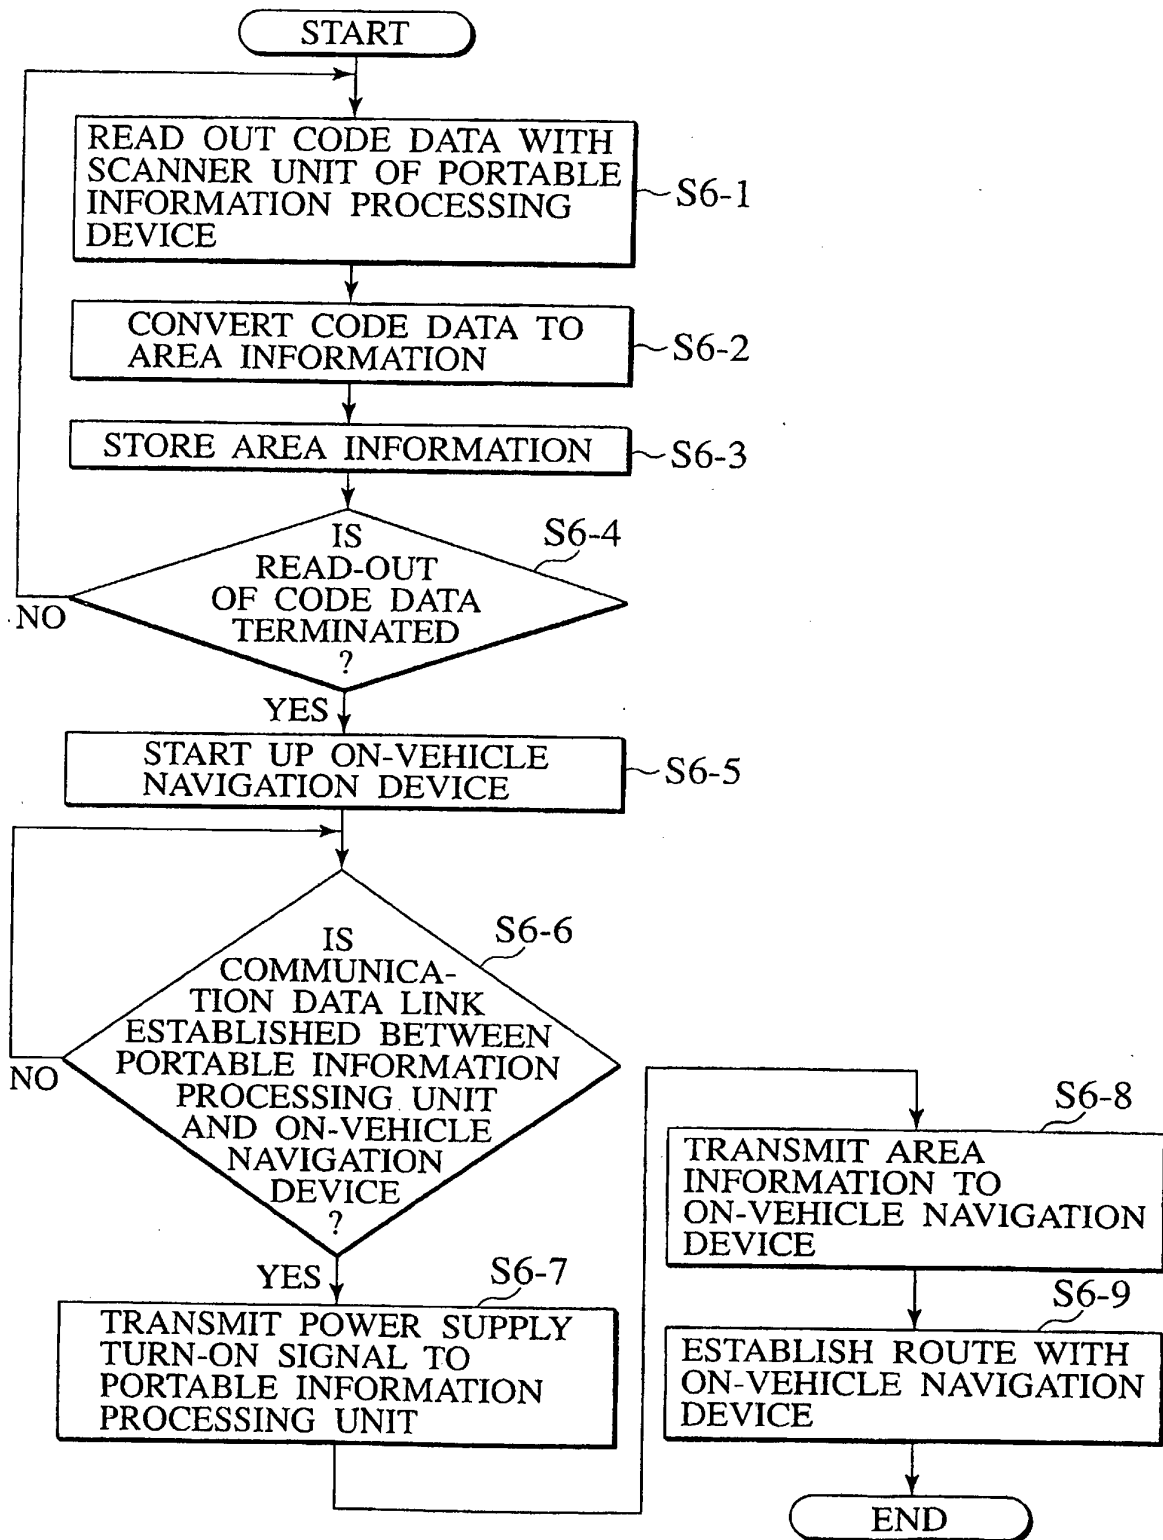 START
READ OUT CODE DATA WITH
SCANNER UNIT OF PORTABLE
INFORMATION PROCESSING
DEVICE
S6-1
CONVERT CODE DATA TO
AREA INFORMATION
S6-2
STORE AREA INFORMATION
S6-3
IS
READ-OUT
OF CODE DATA
TERMINATED
?
S6-4
NO
YES
START UP ON-VEHICLE
NAVIGATION DEVICE
S6-5
IS
COMMUNICA-
TION DATA LINK
ESTABLISHED BETWEEN
PORTABLE INFORMATION
PROCESSING UNIT
AND ON-VEHICLE
NAVIGATION
DEVICE
?
S6-6
NO
YES
S6-7
TRANSMIT POWER SUPPLY
TURN-ON SIGNAL TO
PORTABLE INFORMATION
PROCESSING UNIT
S6-8
TRANSMIT AREA
INFORMATION TO
ON-VEHICLE NAVIGATION
DEVICE
S6-9
ESTABLISH ROUTE WITH
ON-VEHICLE NAVIGATION
DEVICE
END